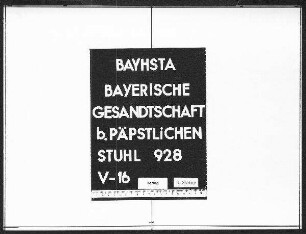 BAYHSTA
BAYERISCHE
GESANDTSCHAFT
b. PÄPSTLiCHEN
STUHL 928
V-16